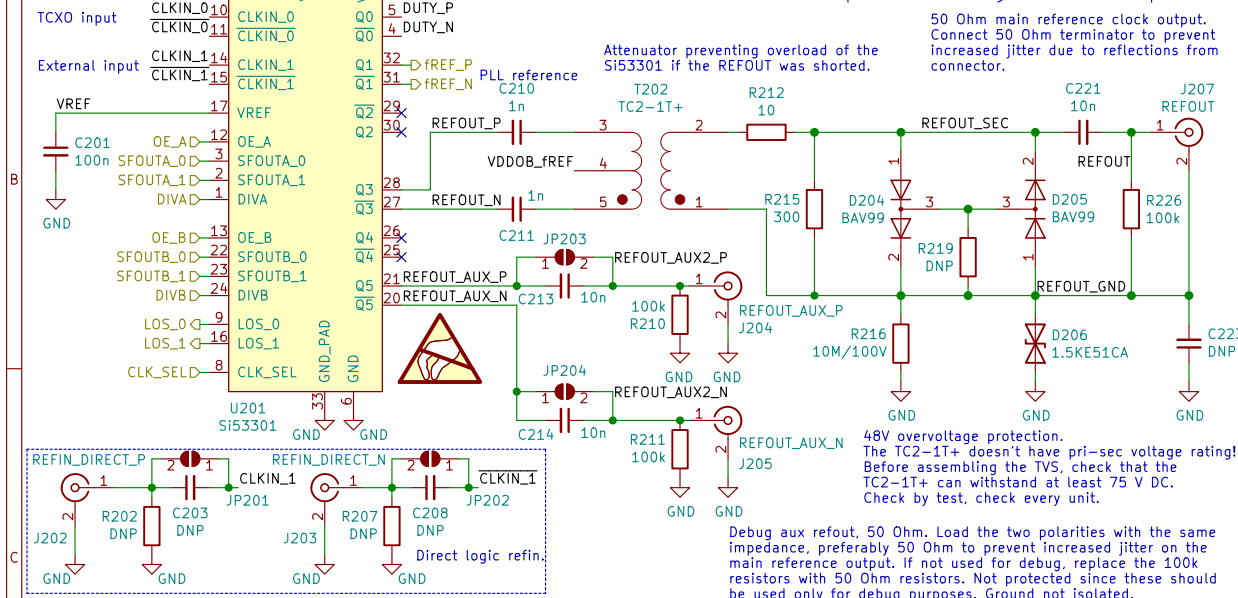 TCXO input
CLKIN_0
CLKIN_0
10
11
CLKIN_0
CLKIN_0
External input
CLKIN_1
CLKIN_1
14
15
CLKIN_1
CLKIN_1
VREF
17
VREF
C201
100n
GND
OE_A
12
OE_A
SFOUTA_0
3
SFOUTA_0
SFOUTA_1
2
SFOUTA_1
DIVA
1
DIVA
OE_B
13
OE_B
SFOUTB_0
22
SFOUTB_0
SFOUTB_1
23
SFOUTB_1
DIVB
24
DIVB
LOS_0
9
LOS_0
LOS_1
16
LOS_1
CLK_SEL
8
CLK_SEL
GND_PAD
GND
33
6
GND
GND
U201
Si53301
Q0
5
DUTY_P
Q0
4
DUTY_N
Q1
32
fREF_P
Q1
31
fREF_N
PLL reference
Q2
29
Q2
30
Q3
28
REFOUT_P
Q3
27
REFOUT_N
Q4
26
Q4
25
Q5
21
REFOUT_AUX_P
Q5
20
REFOUT_AUX_N
C210
1n
VDDOB_fREF
1n
C211
Attenuator preventing overload of the
Si53301 if the REFOUT was shorted.
T202
TC2-1T+
3
4
5
2
1
R212
10
R215
300
50 Ohm main reference clock output.
Connect 50 Ohm terminator to prevent
increased jitter due to reflections from
connector.
REFOUT_SEC
1
D204
BAV99
3
2
R219
DNP
2
D205
BAV99
3
1
C221
10n
REFOUT
R226
100k
J207
REFOUT
1
2
REFOUT_GND
R216
10M/100V
GND
D206
1.5KE51CA
GND
C223
DNP
GND
JP203
1
2
C213
10n
REFOUT_AUX2_P
100k
R210
GND
1
2
REFOUT_AUX_P
J204
GND
JP204
1
2
C214
10n
REFOUT_AUX2_N
R211
100k
GND
1
2
REFOUT_AUX_N
J205
GND
48V overvoltage protection.
The TC2-1T+ doesn't have pri-sec voltage rating!
Before assembling the TVS, check that the
TC2-1T+ can withstand at least 75 V DC.
Check by test, check every unit.
REFIN_DIRECT_P
1
2
J202
GND
R202
DNP
GND
2
1
C203
DNP
JP201
CLKIN_1
REFIN_DIRECT_N
1
2
J203
GND
R207
DNP
GND
2
1
C208
DNP
JP202
CLKIN_1
Direct logic refin.
Debug aux refout, 50 Ohm. Load the two polarities with the same
impedance, preferably 50 Ohm to prevent increased jitter on the
main reference output. If not used for debug, replace the 100k
resistors with 50 Ohm resistors. Not protected since these should
be used only for debug purposes. Ground not isolated.
B
C